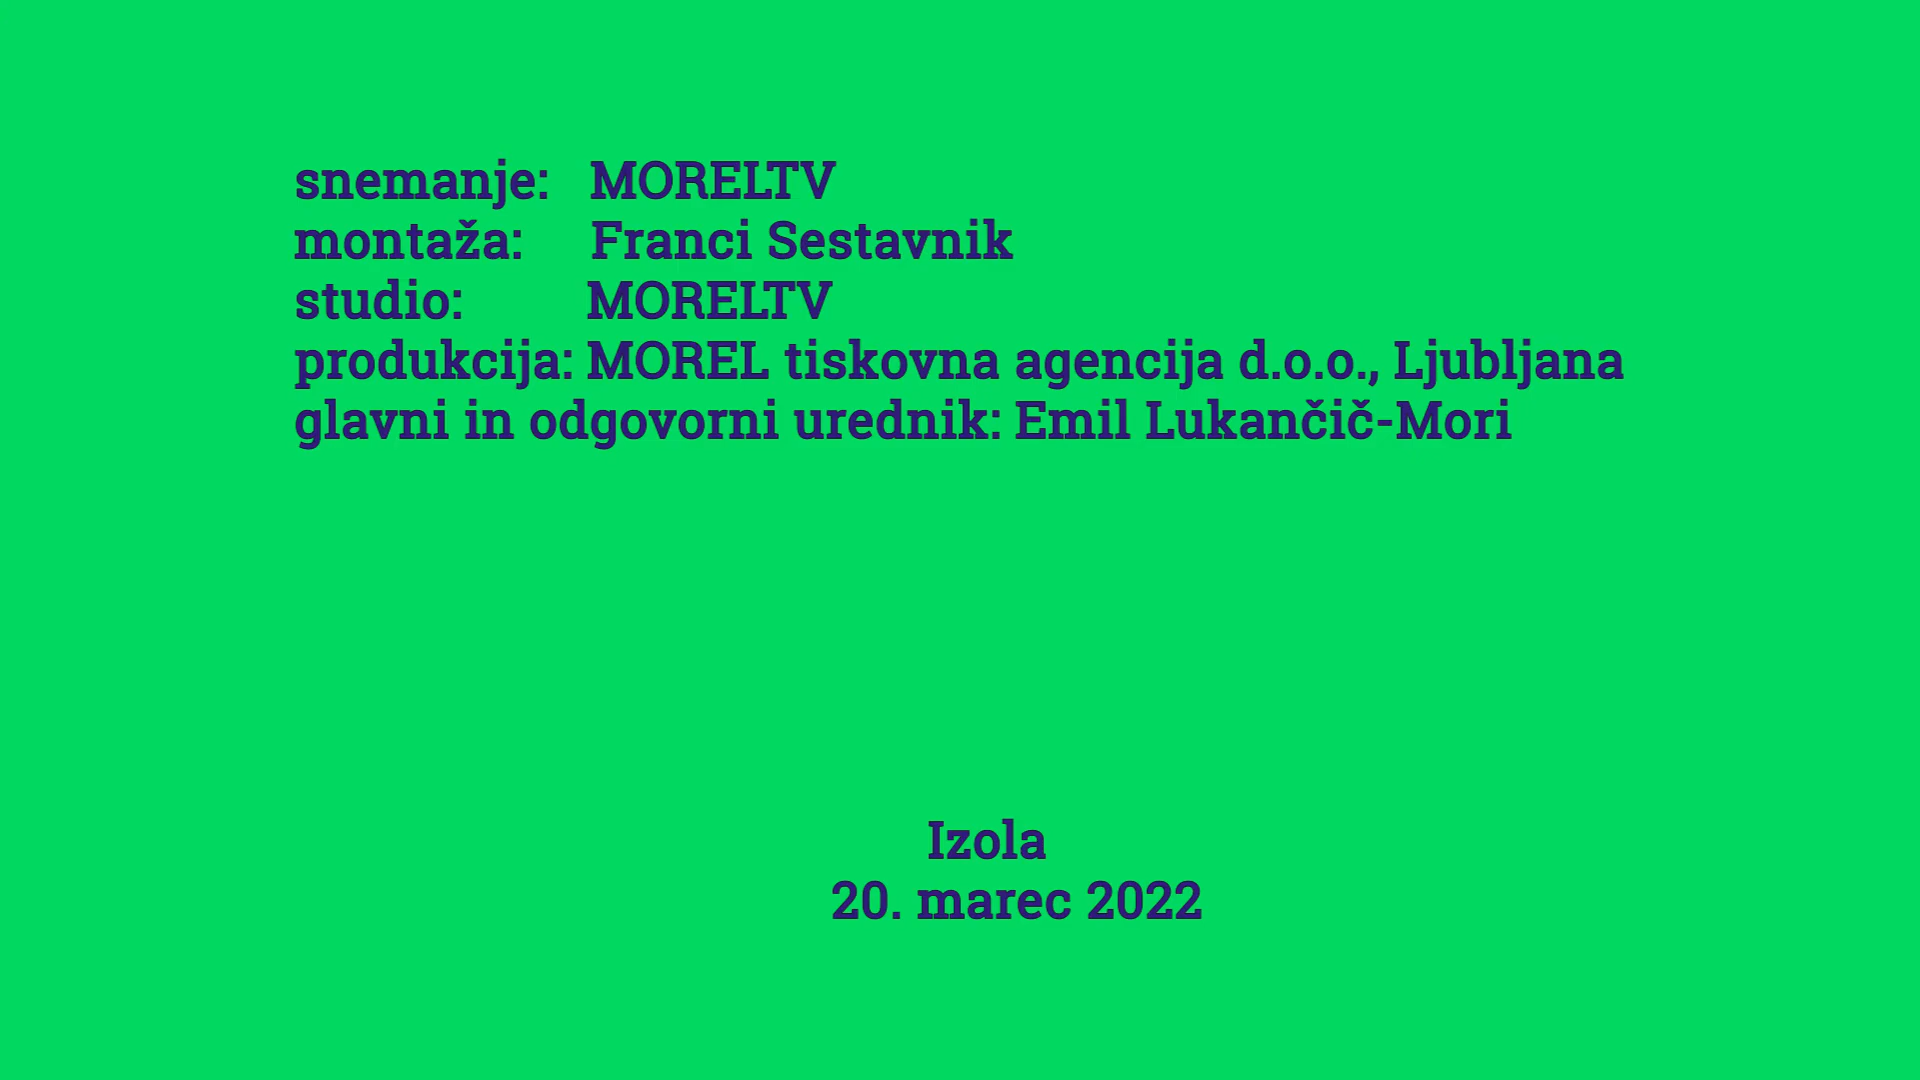 snemanje: MORELTV
montaža: Franci Sestavnik
studio: MORELTV
produkcija: MOREL tiskovna agencija d.o.o., Ljubljana
glavni in odgovorni urednik: Emil Lukančič-Mori
Izola
20. marec 2022